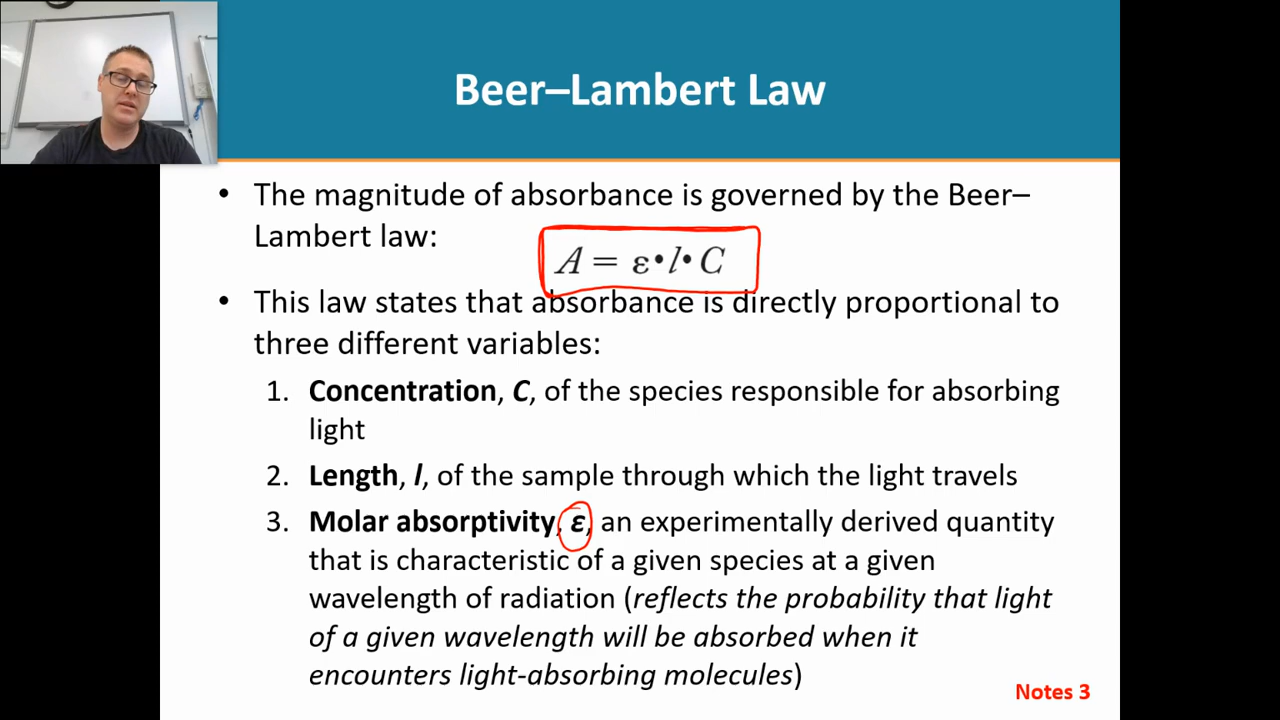 Beer–Lambert Law
• The magnitude of absorbance is governed by the Beer–
Lambert law:
A = ε•l•C
• This law states that absorbance is directly proportional to
three different variables:
1. Concentration, C, of the species responsible for absorbing
light
2. Length, l, of the sample through which the light travels
3. Molar absorptivity, ε, an experimentally derived quantity
that is characteristic of a given species at a given
wavelength of radiation (reflects the probability that light
of a given wavelength will be absorbed when it
encounters light-absorbing molecules)
Notes 3